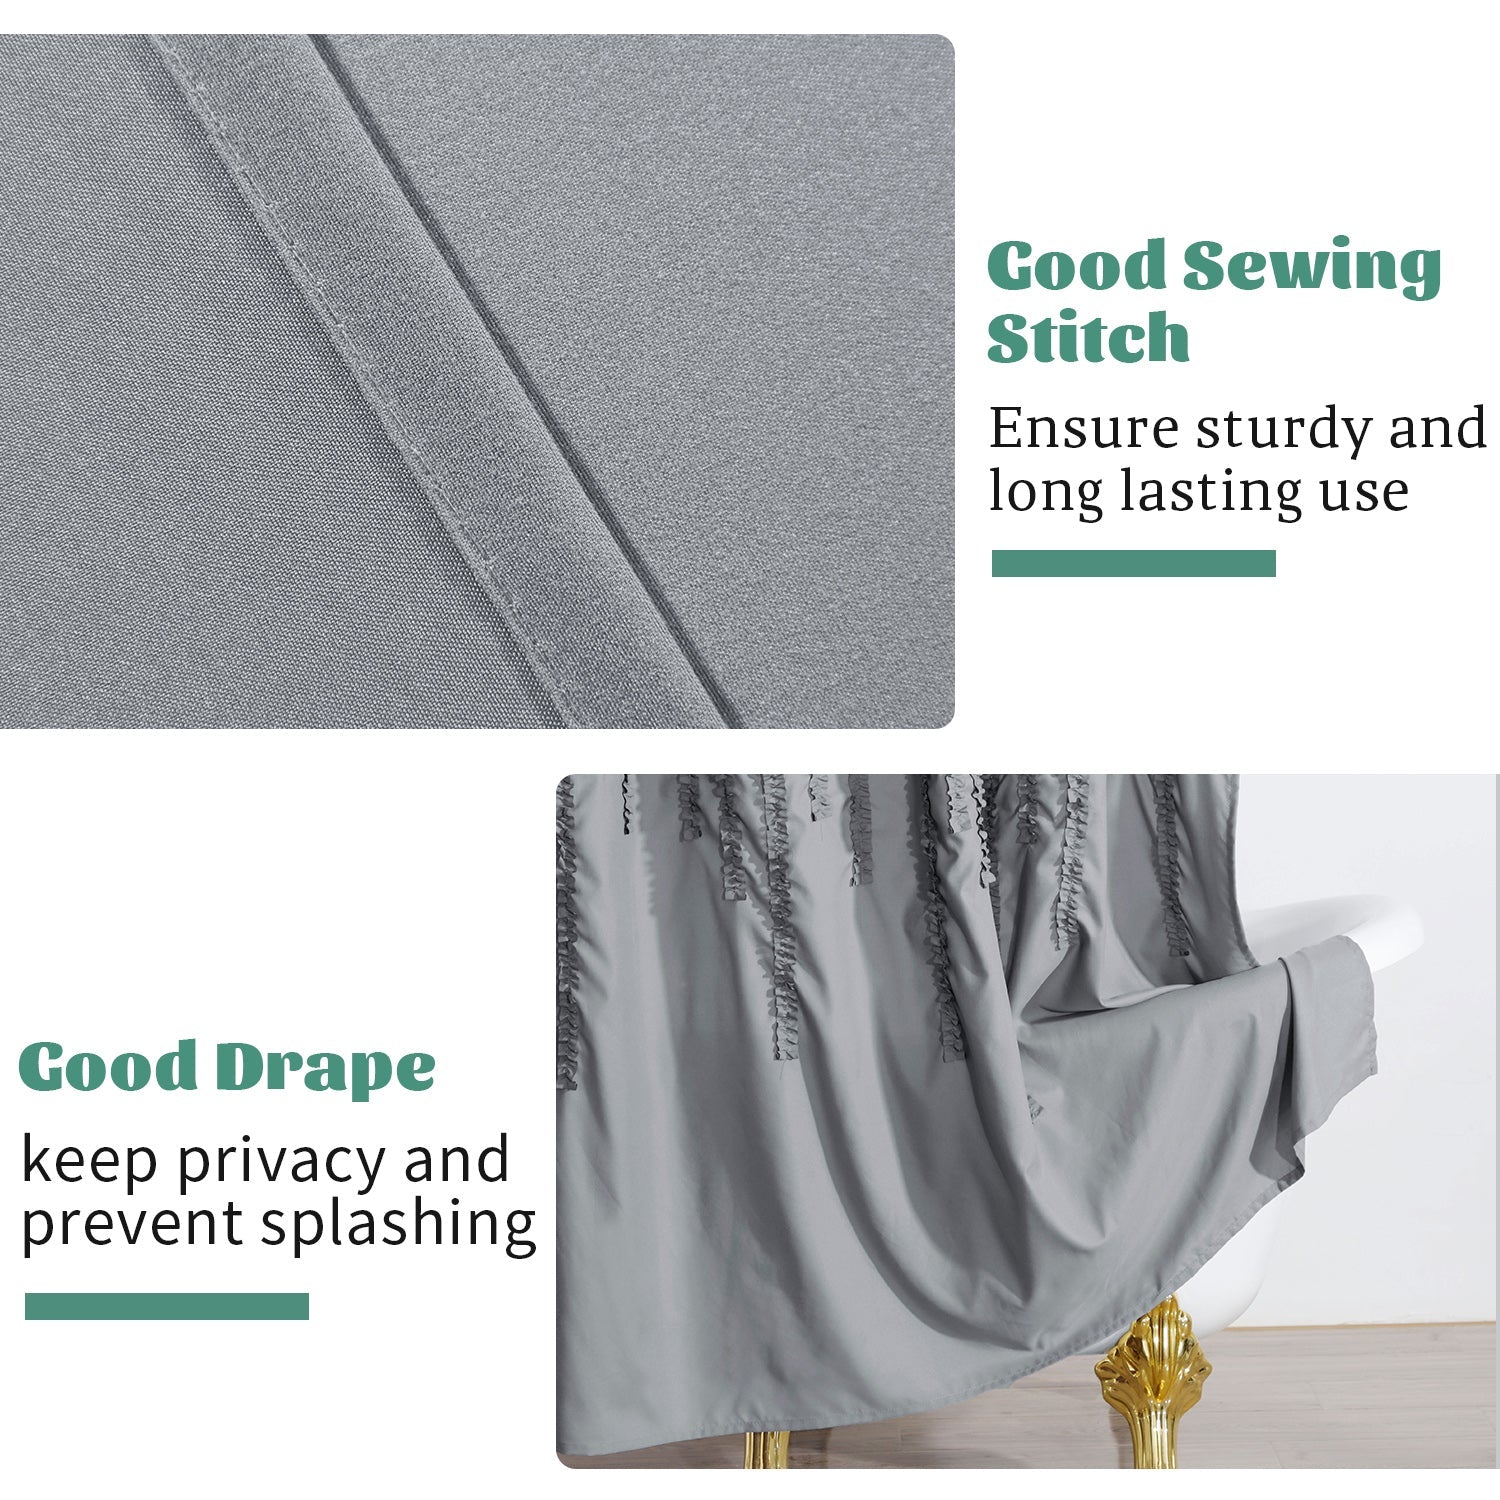 Good Sewing
Stitch
Ensure sturdy and
long lasting use
Good Drape
keep privacy and
prevent splashing